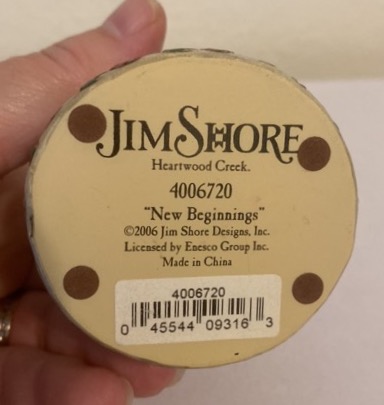 JIM SHORE
Heartwood Creek.
4006720
"New Beginnings"
©2006 Jim Shore Designs, Inc.
Licensed by Enesco Group Inc.
Made in China
4006720
0 45544 09316 3